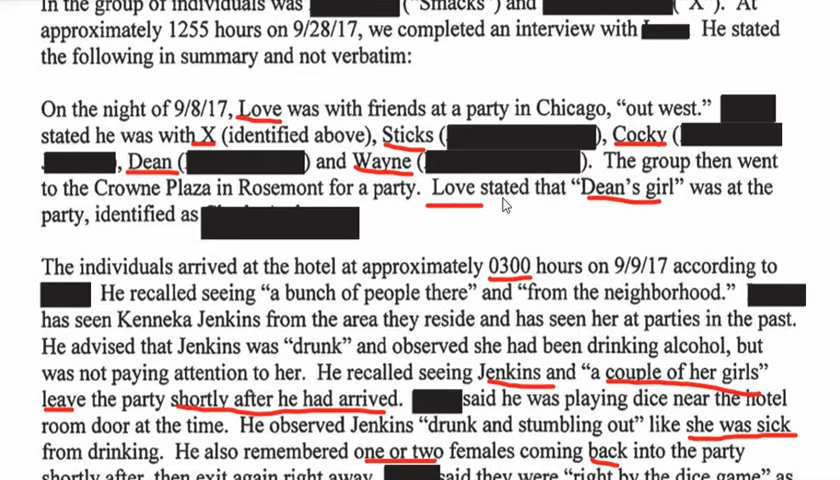 In the group of individuals was ("Smacks") and ("X"). At
approximately 1255 hours on 9/28/17, we completed an interview with He stated
the following in summary and not verbatim:
On the night of 9/8/17, Love was with friends at a party in Chicago, "out west."
stated he was with X (identified above), Sticks ( ), Cocky (
, Dean ( ) and Wayne ( ). The group then went
to the Crowne Plaza in Rosemont for a party. Love stated that "Dean's girl" was at the
party, identified as
The individuals arrived at the hotel at approximately 0300 hours on 9/9/17 according to
He recalled seeing "a bunch of people there" and "from the neighborhood."
has seen Kenneka Jenkins from the area they reside and has seen her at parties in the past.
He advised that Jenkins was "drunk" and observed she had been drinking alcohol, but
was not paying attention to her. He recalled seeing Jenkins and "a couple of her girls"
leave the party shortly after he had arrived. said he was playing dice near the hotel
room door at the time. He observed Jenkins "drunk and stumbling out" like she was sick
from drinking. He also remembered one or two females coming back into the party
shortly after, then exit again right away. said they were "right by the dice game" as